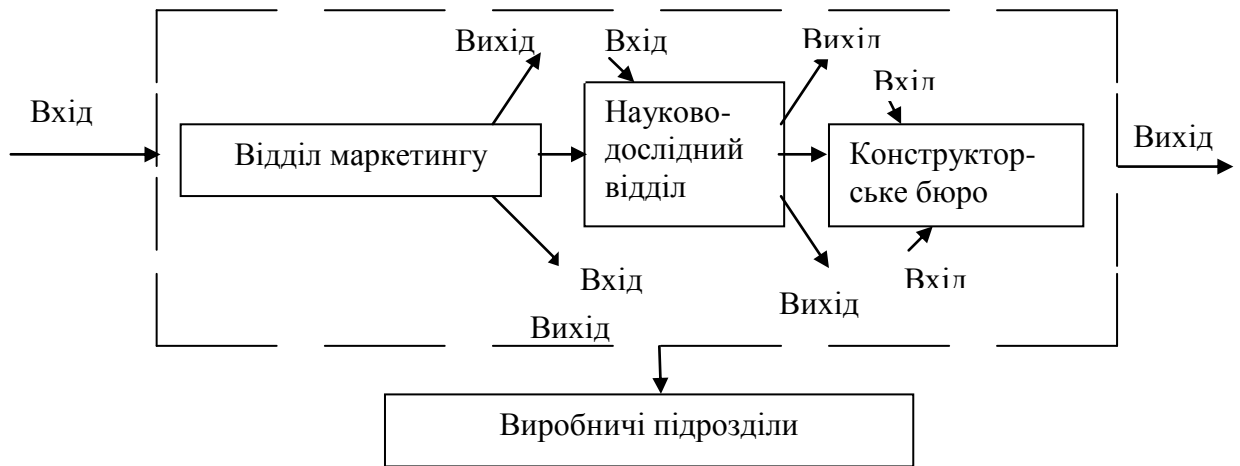 Вихід
Вхід
Вихід
Вхід
Вхід
Вихід
Відділ маркетингу
Науково-
дослідний
відділ
Конструктор-
ське бюро
Вхід
Вихід
Вхід
Вихід
Виробничі підрозділи